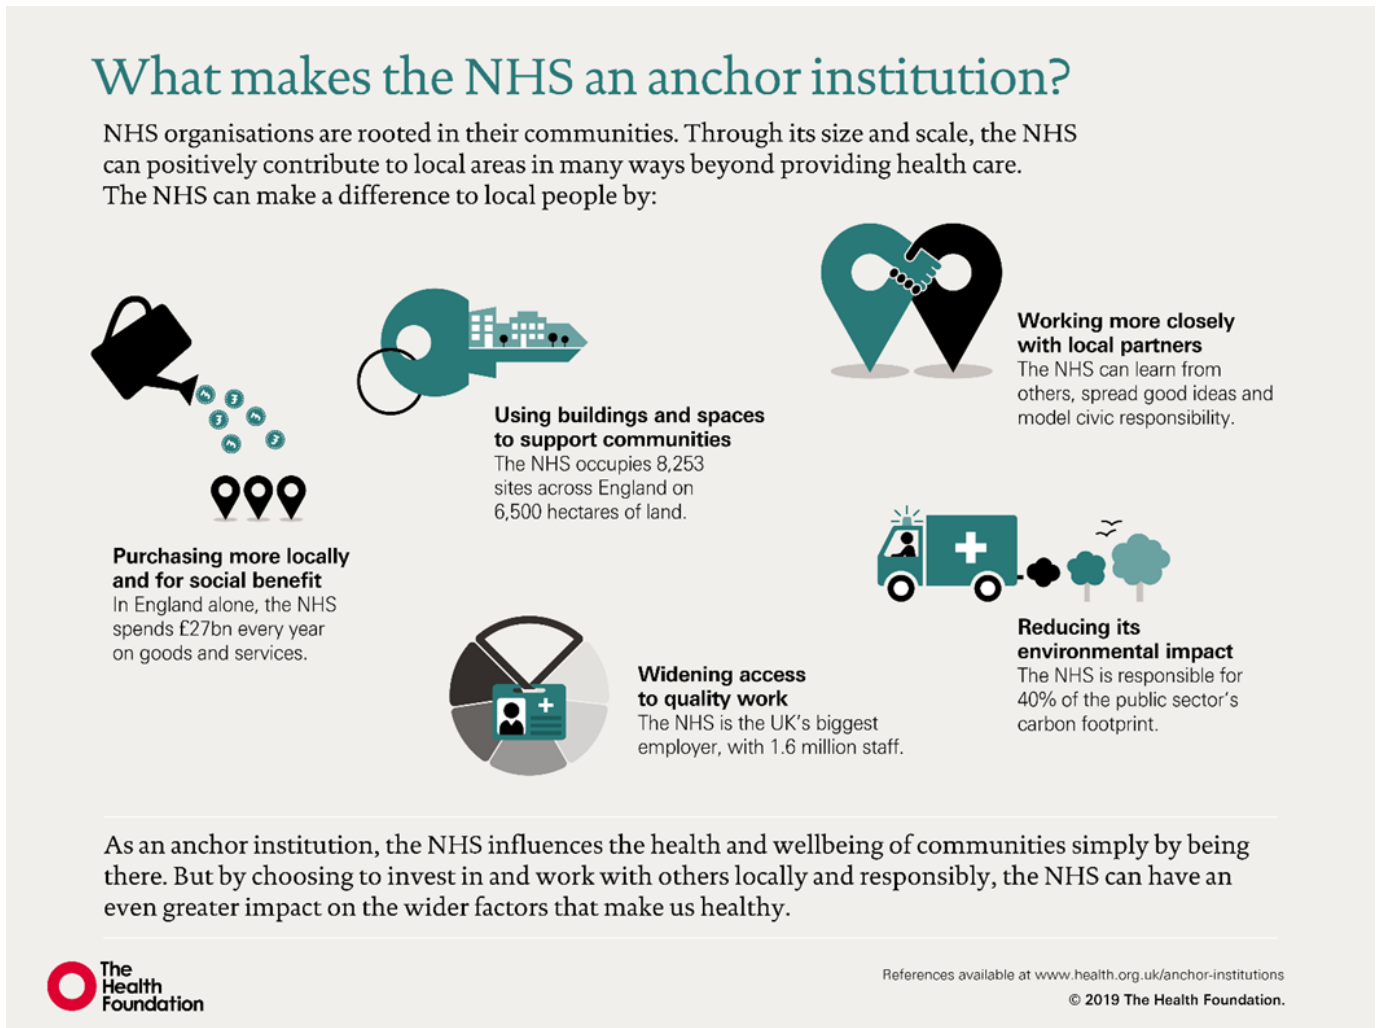 What makes the NHS an anchor institution?
NHS organisations are rooted in their communities. Through its size and scale, the NHS
can positively contribute to local areas in many ways beyond providing health care.
The NHS can make a difference to local people by:
Purchasing more locally
and for social benefit
In England alone, the NHS
spends £27bn every year
on goods and services.
Using buildings and spaces
to support communities
The NHS occupies 8,253
sites across England on
6,500 hectares of land.
Widening access
to quality work
The NHS is the UK's biggest
employer, with 1.6 million staff.
Working more closely
with local partners
The NHS can learn from
others, spread good ideas and
model civic responsibility.
Reducing its
environmental impact
The NHS is responsible for
40% of the public sector's
carbon footprint.
As an anchor institution, the NHS influences the health and wellbeing of communities simply by being
there. But by choosing to invest in and work with others locally and responsibly, the NHS can have an
even greater impact on the wider factors that make us healthy.
The
Health
Foundation
References available at www.health.org.uk/anchor-institutions
© 2019 The Health Foundation.